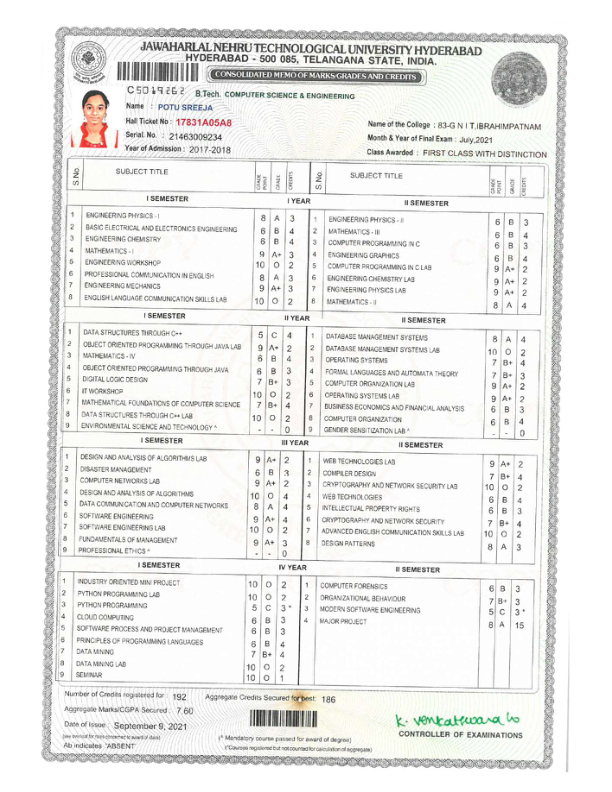 JAWAHARLAL NEHRU TECHNOLOGICAL UNIVERSITY HYDERABAD
HYDERABAD - 500 085, TELANGANA STATE, INDIA.
CONSOLIDATED MEMO OF MARKS/GRADES AND CREDITS
B.Tech. COMPUTER SCIENCE & ENGINEERING
Name : POTU SREEJA
Hall Ticket No : 17831A05A8
Name of the College : 83-G N I T,IBRAHIMPATNAM
Serial. No. : 21463009234
Month & Year of Final Exam : July,2021
Year of Admission : 2017-2018
Class Awarded : FIRST CLASS WITH DISTINCTION
S.No. SUBJECT TITLE GRADE POINT GRADE CREDITS S.No. SUBJECT TITLE GRADE POINT GRADE CREDITS
I SEMESTER I YEAR II SEMESTER
1 ENGINEERING PHYSICS - I 8 A 3 1 ENGINEERING PHYSICS - II 6 B 3
2 BASIC ELECTRICAL AND ELECTRONICS ENGINEERING 6 B 4 2 MATHEMATICS - III 6 B 4
3 ENGINEERING CHEMISTRY 6 B 4 3 COMPUTER PROGRAMMING IN C 6 B 3
4 MATHEMATICS - I 9 A+ 3 4 ENGINEERING GRAPHICS 6 B 4
5 ENGINEERING WORKSHOP 10 O 2 5 COMPUTER PROGRAMMING IN C LAB 9 A+ 2
6 PROFESSIONAL COMMUNICATION IN ENGLISH 8 A 3 6 ENGINEERING CHEMISTRY LAB 9 A+ 2
7 ENGINEERING MECHANICS 9 A+ 3 7 ENGINEERING PHYSICS LAB 9 A+ 2
8 ENGLISH LANGUAGE COMMUNICATION SKILLS LAB 10 O 2 8 MATHEMATICS - II 8 A 4
I SEMESTER II YEAR II SEMESTER
1 DATA STRUCTURES THROUGH C++ 5 C 4 1 DATABASE MANAGEMENT SYSTEMS 8 A 4
2 OBJECT ORIENTED PROGRAMMING THROUGH JAVA LAB 9 A+ 2 2 DATABASE MANAGEMENT SYSTEMS LAB 10 O 2
3 MATHEMATICS - IV 6 B 4 3 OPERATING SYSTEMS 7 B+ 4
4 OBJECT ORIENTED PROGRAMMING THROUGH JAVA 6 B 3 4 FORMAL LANGUAGES AND AUTOMATA THEORY 7 B+ 3
5 DIGITAL LOGIC DESIGN 7 B+ 3 5 COMPUTER ORGANIZATION LAB 9 A+ 2
6 IT WORKSHOP 10 O 2 6 OPERATING SYSTEMS LAB 9 A+ 2
7 MATHEMATICAL FOUNDATIONS OF COMPUTER SCIENCE 7 B+ 4 7 BUSINESS ECONOMICS AND FINANCIAL ANALYSIS 6 B 3
8 DATA STRUCTURES THROUGH C++ LAB 10 O 2 8 COMPUTER ORGANIZATION 6 B 4
9 ENVIRONMENTAL SCIENCE AND TECHNOLOGY ^ - - 0 9 GENDER SENSITIZATION LAB ^ - - 0
I SEMESTER III YEAR II SEMESTER
1 DESIGN AND ANALYSIS OF ALGORITHMS LAB 9 A+ 2 1 WEB TECHNOLOGIES LAB 9 A+ 2
2 DISASTER MANAGEMENT 6 B 3 2 COMPILER DESIGN 7 B+ 4
3 COMPUTER NETWORKS LAB 9 A+ 2 3 CRYPTOGRAPHY AND NETWORK SECURITY LAB 10 O 2
4 DESIGN AND ANALYSIS OF ALGORITHMS 10 O 4 4 WEB TECHNOLOGIES 6 B 4
5 DATA COMMUNICATION AND COMPUTER NETWORKS 8 A 4 5 INTELLECTUAL PROPERTY RIGHTS 6 B 3
6 SOFTWARE ENGINEERING 9 A+ 4 6 CRYPTOGRAPHY AND NETWORK SECURITY 7 B+ 4
7 SOFTWARE ENGINEERING LAB 10 O 2 7 ADVANCED ENGLISH COMMUNICATION SKILLS LAB 10 O 2
8 FUNDAMENTALS OF MANAGEMENT 9 A+ 3 8 DESIGN PATTERNS 8 A 3
9 PROFESSIONAL ETHICS ^ - - 0
I SEMESTER IV YEAR II SEMESTER
1 INDUSTRY ORIENTED MINI PROJECT 10 O 2 1 COMPUTER FORENSICS 6 B 3
2 PYTHON PROGRAMMING LAB 10 O 2 2 ORGANIZATIONAL BEHAVIOUR 7 B+ 3
3 PYTHON PROGRAMMING 5 C 3 * 3 MODERN SOFTWARE ENGINEERING 5 C 3 *
4 CLOUD COMPUTING 6 B 3 4 MAJOR PROJECT 8 A 15
5 SOFTWARE PROCESS AND PROJECT MANAGEMENT 6 B 3
6 PRINCIPLES OF PROGRAMMING LANGUAGES 6 B 4
7 DATA MINING 7 B+ 4
8 DATA MINING LAB 10 O 2
9 SEMINAR 10 O 1
Number of Credits registered for : 192 Aggregate Credits Secured for best: 186
Aggregate Marks/CGPA Secured : 7.60
Date of Issue : September 9, 2021
K. Venkateswara
CONTROLLER OF EXAMINATIONS
Ab indicates 'ABSENT'
(^ Mandatory course passed for award of degree)
(*Courses registered but not counted for calculation of aggregate)